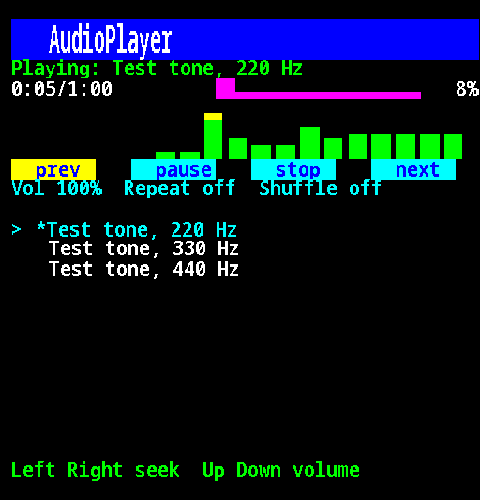 AudioPlayer
Playing: Test tone, 220 Hz
0:05/1:00 8%
prev pause stop next
Vol 100% Repeat off Shuffle off
> *Test tone, 220 Hz
Test tone, 330 Hz
Test tone, 440 Hz
Left Right seek Up Down volume